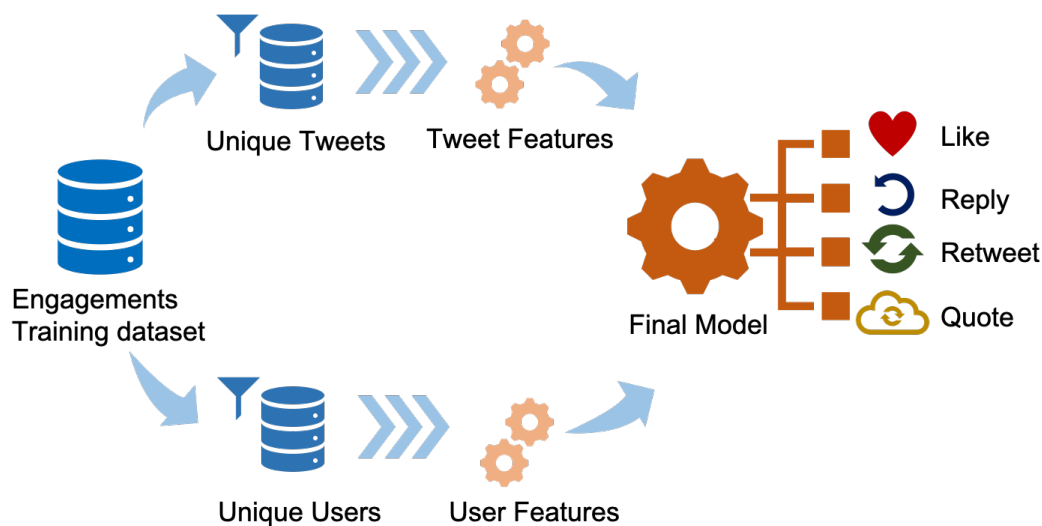 Unique Tweets
Tweet Features
Engagements
Training dataset
Final Model
Like
Reply
Retweet
Quote
Unique Users
User Features